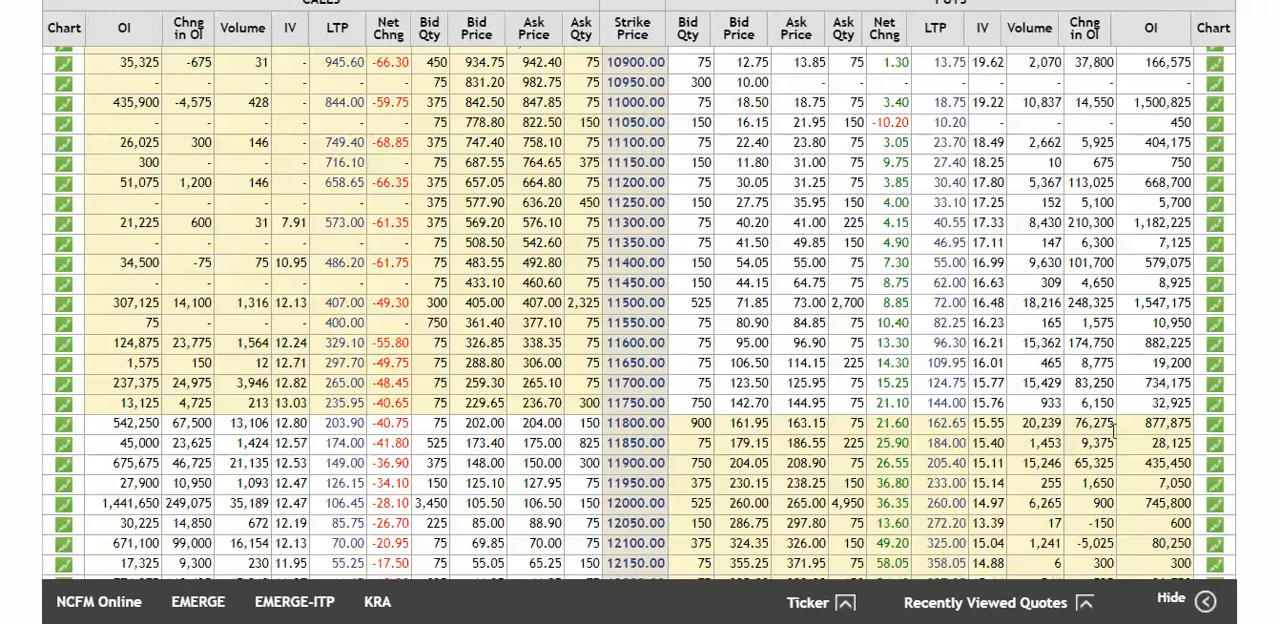 Chart OI Chng in OI Volume IV LTP Net Chng Bid Qty Bid Price Ask Price Ask Qty Strike Price Bid Qty Bid Price Ask Price Ask Qty Net Chng LTP IV Volume Chng in OI OI Chart
35,325 -675 31 - 945.60 -66.30 450 934.75 942.40 75 10900.00 75 12.75 13.85 75 1.30 13.75 19.62 2,070 37,800 166,575
- - - - - - 75 831.20 982.75 75 10950.00 300 10.00 - - - - - - - -
435,900 -4,575 428 - 844.00 -59.75 75 842.50 847.85 75 11000.00 75 18.50 18.75 75 3.40 18.75 19.22 10,837 14,550 1,500,825
- - - - - - 75 778.80 822.50 150 11050.00 150 16.15 21.95 150 -10.20 10.20 - - - 450
26,025 300 146 - 749.40 -68.85 375 747.40 758.10 75 11100.00 75 22.40 23.80 75 3.05 23.70 18.49 2,662 5,925 404,175
300 - - - 716.10 - 75 687.55 764.65 375 11150.00 150 11.80 31.00 75 9.75 27.40 18.25 10 675 750
51,075 1,200 146 - 658.65 -66.35 375 657.05 664.80 75 11200.00 75 30.05 31.25 75 3.85 30.40 17.80 5,367 113,025 668,700
- - - - - - 375 577.90 636.20 450 11250.00 150 27.75 35.95 150 4.00 33.10 17.25 152 5,100 5,700
21,225 600 31 7.91 573.00 -61.35 375 569.20 576.10 75 11300.00 75 40.20 41.00 225 4.15 40.55 17.33 8,430 210,300 1,182,225
- - - - - - 75 508.50 542.60 75 11350.00 75 41.50 49.85 150 4.90 46.95 17.11 147 6,300 7,125
34,500 -75 75 10.95 486.20 -61.75 75 483.55 492.80 75 11400.00 150 54.05 55.00 75 7.30 55.00 16.99 9,630 101,700 579,075
- - - - - - 75 433.10 460.60 75 11450.00 150 44.15 64.75 150 8.75 62.00 16.63 309 4,650 8,925
307,125 14,100 1,316 12.13 407.00 -49.30 300 405.00 407.00 2,325 11500.00 525 71.85 73.00 2,700 8.85 72.00 16.48 18,216 248,325 1,547,175
75 - - - 400.00 - 750 361.40 377.10 75 11550.00 75 80.90 84.85 75 10.40 82.25 16.23 165 1,575 10,950
124,875 23,775 1,564 12.24 329.10 -55.80 75 326.85 338.35 75 11600.00 75 95.00 96.90 75 13.30 96.30 16.21 15,362 174,750 882,225
1,575 150 12 12.71 297.70 -49.75 75 288.80 306.00 75 11650.00 75 106.50 114.15 225 14.30 109.95 16.01 465 8,775 19,200
237,375 24,975 3,946 12.82 265.00 -48.45 75 259.30 265.10 75 11700.00 75 123.50 125.95 75 15.25 124.75 15.77 15,429 83,250 734,175
13,125 4,725 213 13.03 235.95 -40.65 75 229.65 236.70 300 11750.00 750 142.70 144.95 75 21.10 144.00 15.76 933 6,150 32,925
542,250 67,500 13,106 12.80 203.90 -40.75 75 202.00 204.00 150 11800.00 900 161.95 163.15 75 21.60 162.65 15.55 20,239 76,275 877,875
45,000 23,625 1,424 12.57 174.00 -41.80 525 173.40 175.00 825 11850.00 75 179.15 186.55 225 25.90 184.00 15.40 1,453 9,375 28,125
675,675 46,725 21,135 12.53 149.00 -36.90 375 148.00 150.00 300 11900.00 750 204.05 208.90 75 26.55 205.40 15.11 15,246 65,325 435,450
27,900 10,950 1,093 12.47 126.15 -34.10 150 125.10 127.95 75 11950.00 375 230.15 238.25 150 36.80 233.00 15.14 255 1,650 7,050
1,441,650 249,075 35,189 12.47 106.45 -28.10 3,450 105.50 106.50 150 12000.00 525 260.00 265.00 4,950 36.35 260.00 14.97 6,265 900 745,800
30,225 14,850 672 12.19 85.75 -26.70 225 85.00 88.90 75 12050.00 150 286.75 297.80 75 13.60 272.20 13.39 17 -150 600
671,100 99,000 16,154 12.13 70.00 -20.95 75 69.85 70.00 75 12100.00 375 324.35 326.00 150 49.20 325.00 15.04 1,241 -5,025 80,250
17,325 9,300 230 11.95 55.25 -17.50 75 55.05 65.25 150 12150.00 75 355.25 371.95 75 58.05 358.05 14.88 6 300 300
NCFM Online EMERGE EMERGE-ITP KRA Ticker Recently Viewed Quotes Hide